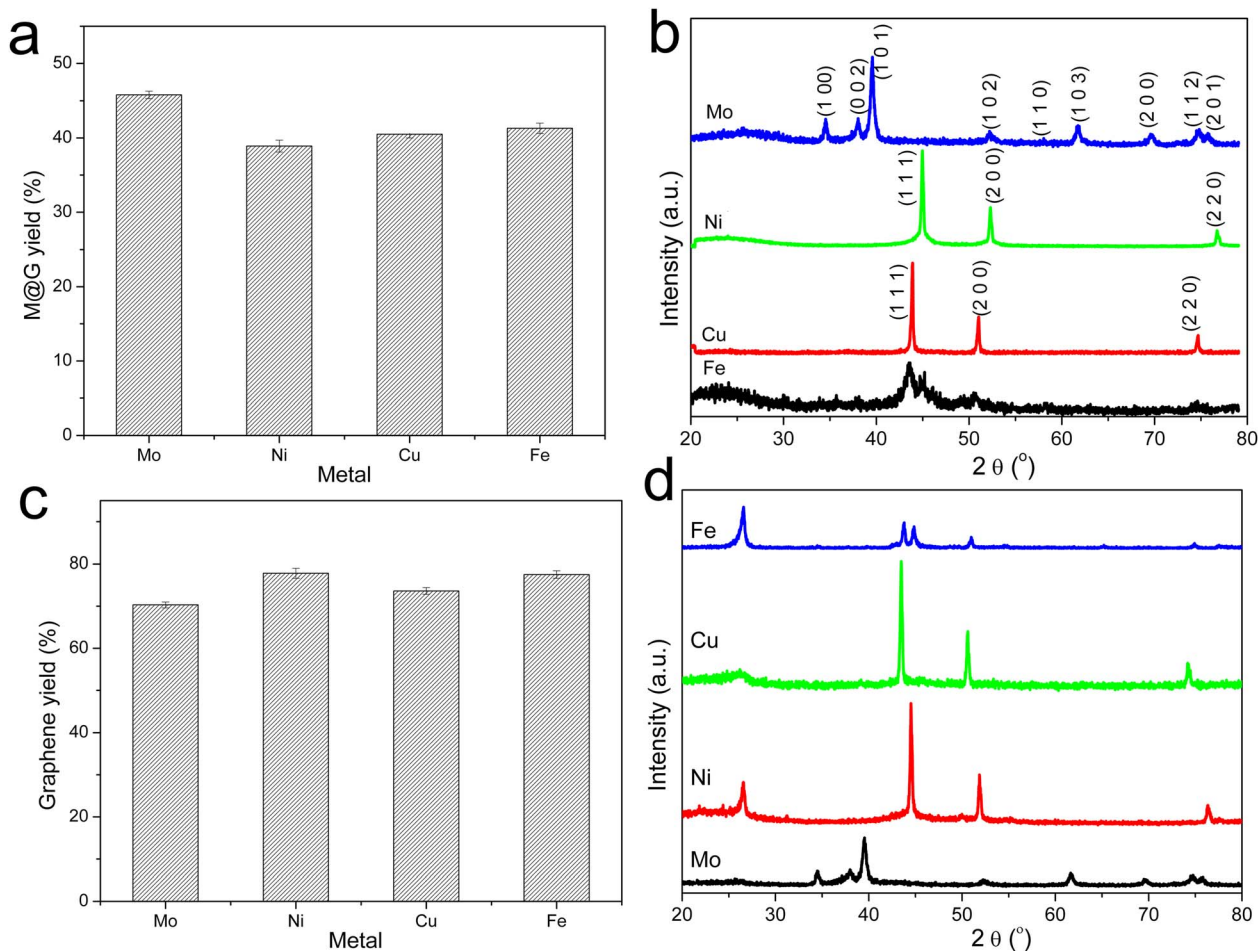 a
M@G yield (%)
50
40
30
20
10
0
Mo
Ni
Cu
Fe
Metal
b
Intensity (a.u.)
Mo
(1 00)
(0 0 2)
(1 0 1)
(1 0 2)
(1 1 0)
(1 0 3)
(2 0 0)
(1 1 2)
(2 0 1)
Ni
(1 1 1)
(2 0 0)
(2 2 0)
Cu
(1 1 1)
(2 0 0)
(2 2 0)
Fe
20
30
40
50
60
70
80
2 θ (°)
c
Graphene yield (%)
80
60
40
20
0
Mo
Ni
Cu
Fe
Metal
d
Intensity (a.u.)
Fe
Cu
Ni
Mo
20
30
40
50
60
70
80
2 θ (°)